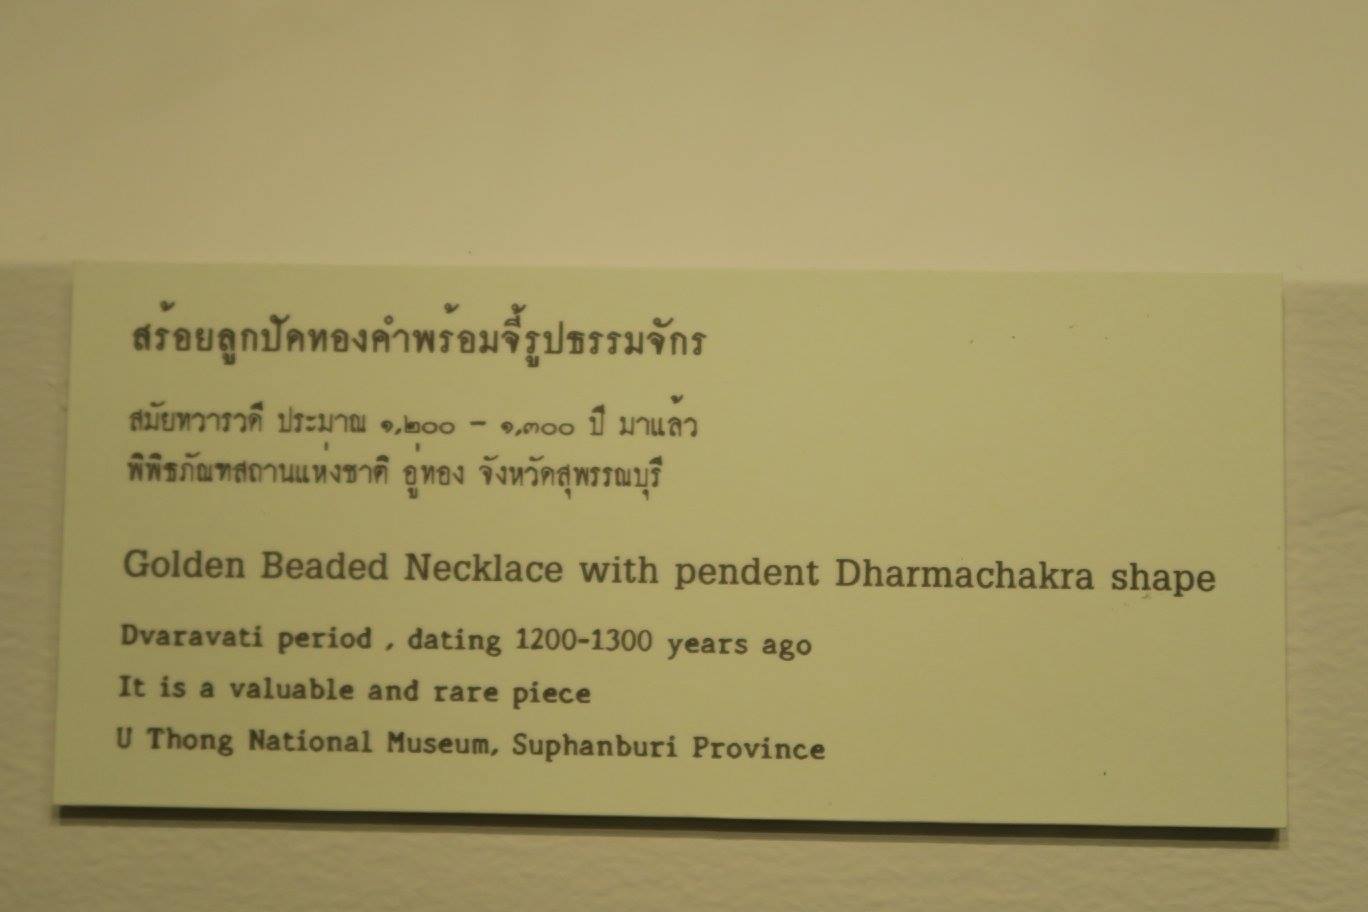 สร้อยลูกปัดทองคำพร้อมจี้รูปธรรมจักร
สมัยทวารวดี ประมาณ ๑,๒๐๐ - ๑,๓๐๐ ปี มาแล้ว
พิพิธภัณฑสถานแห่งชาติ อู่ทอง จังหวัดสุพรรณบุรี
Golden Beaded Necklace with pendent Dharmachakra shape
Dvaravati period , dating 1200-1300 years ago
It is a valuable and rare piece
U Thong National Museum, Suphanburi Province